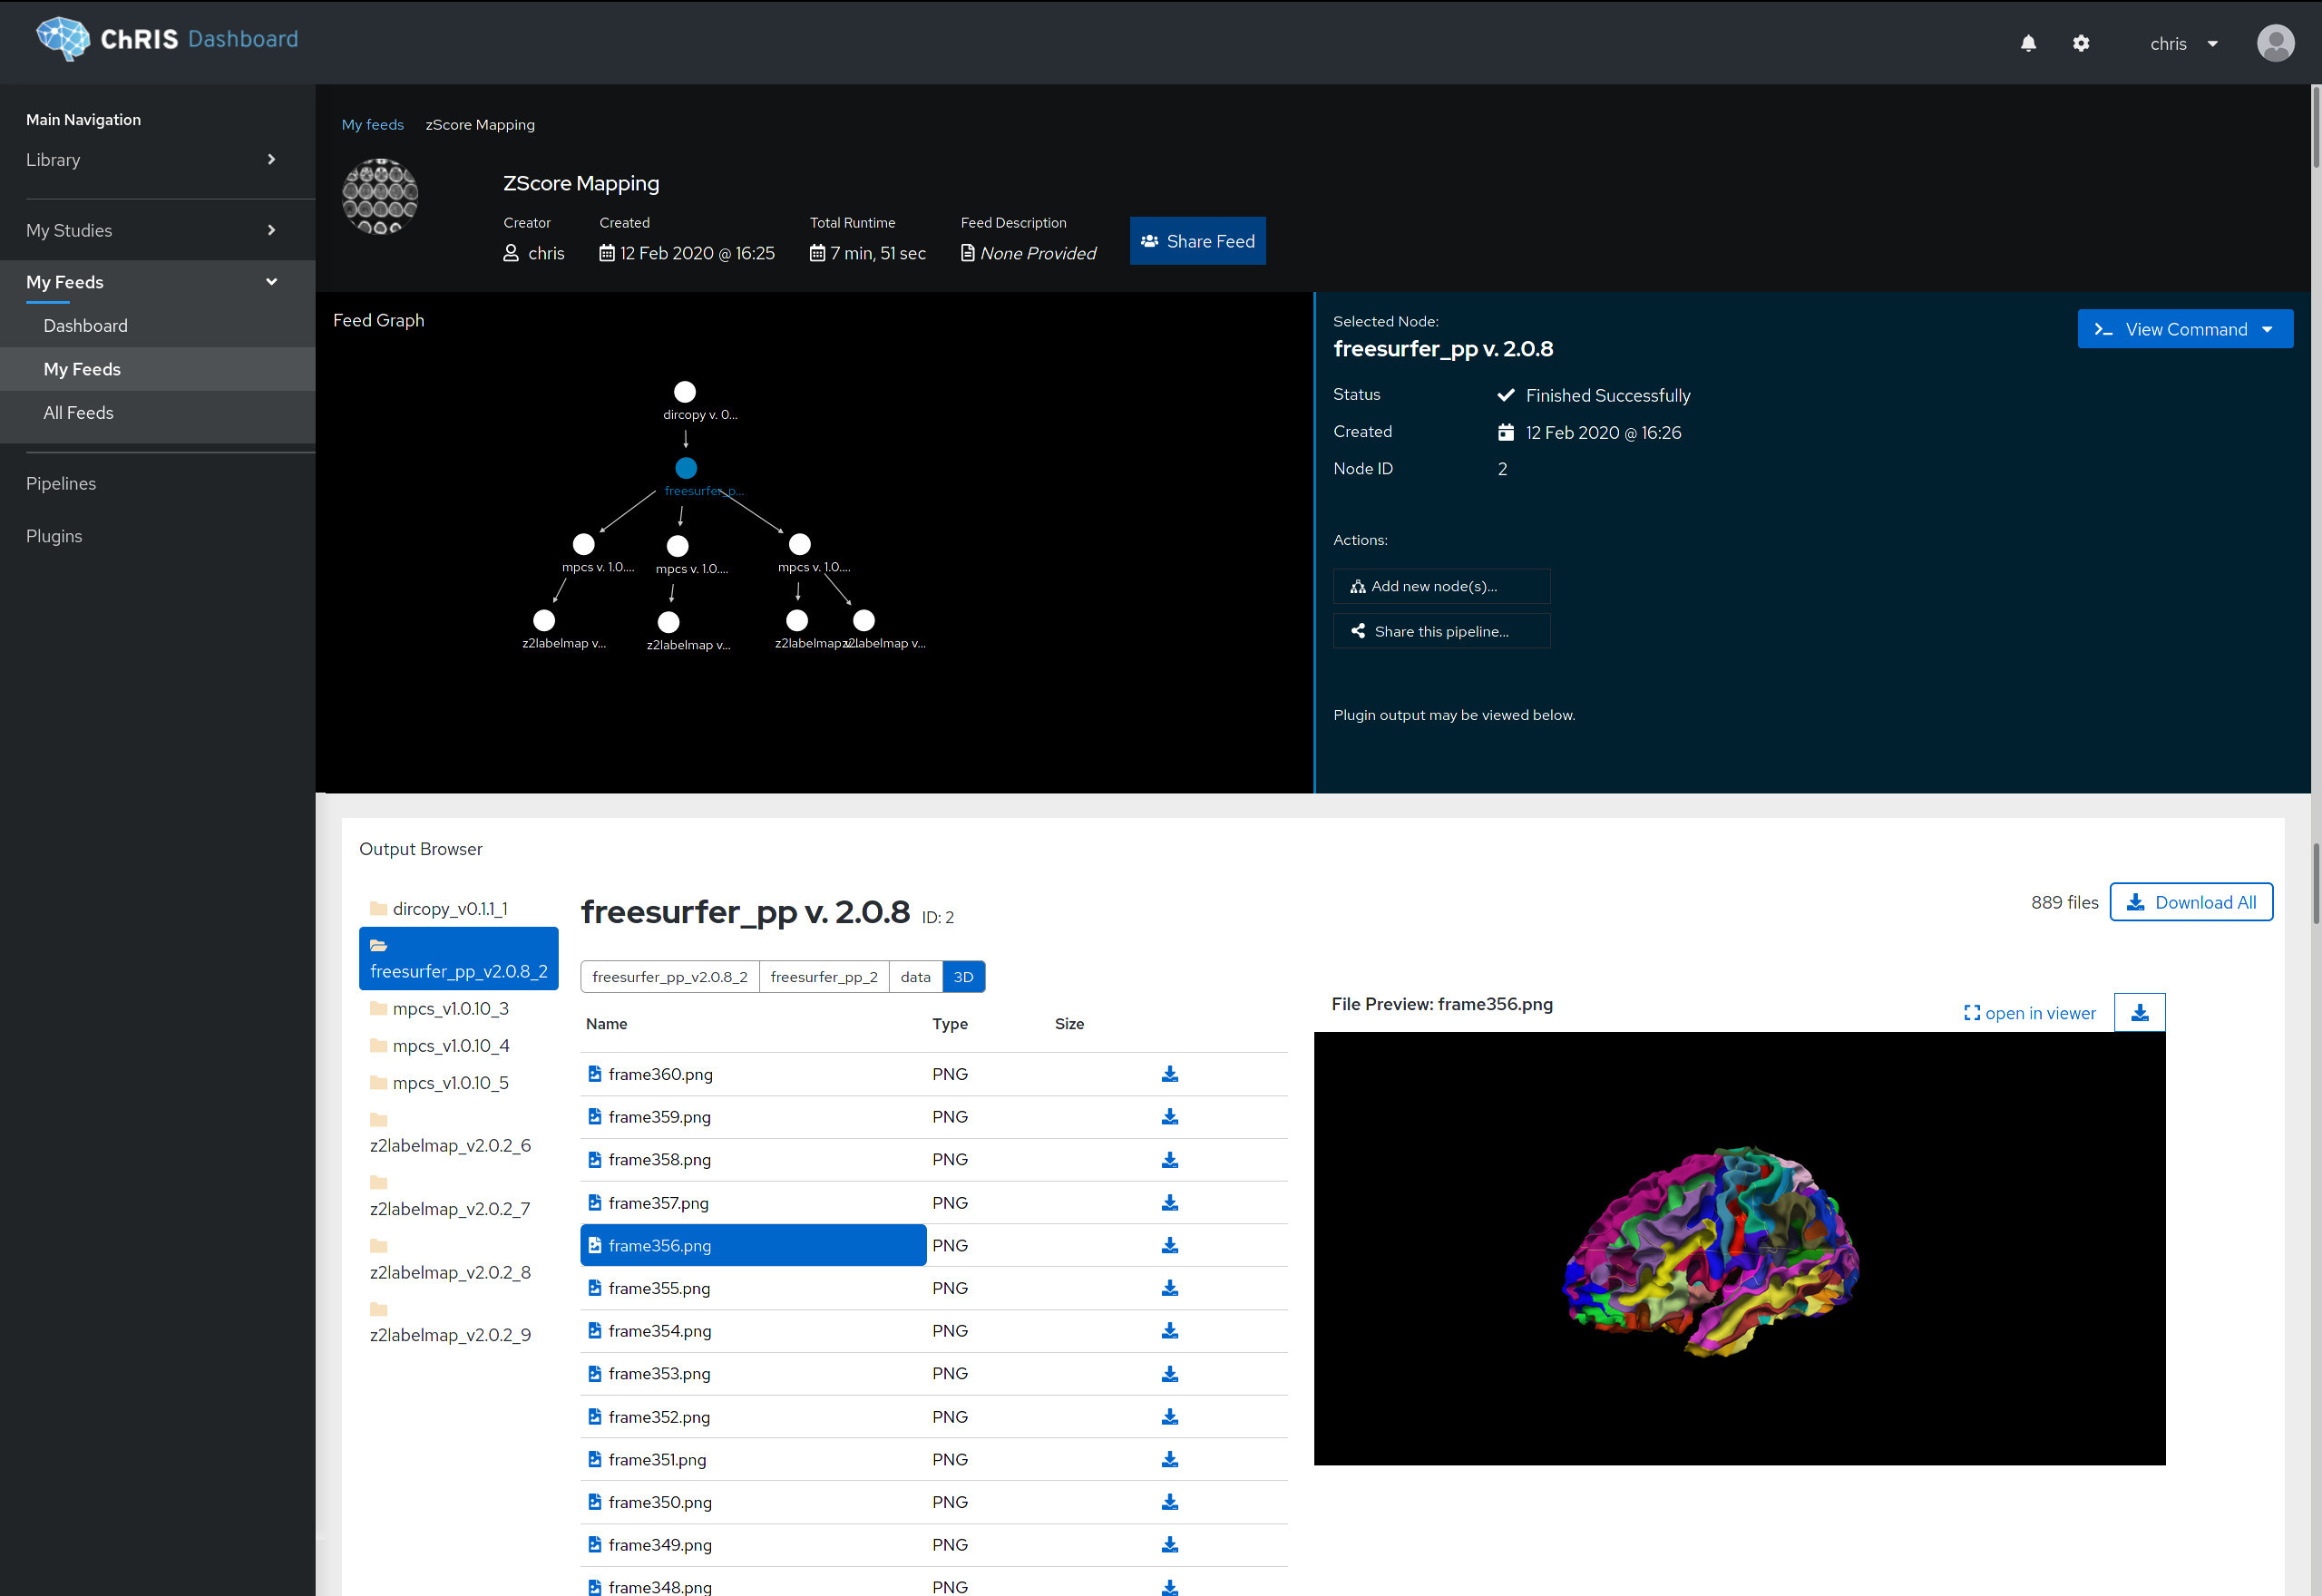 ChRIS Dashboard
chris
Main Navigation
Library
My Studies
My Feeds
Dashboard
My Feeds
All Feeds
Pipelines
Plugins
My feeds zScore Mapping
ZScore Mapping
Creator Created Total Runtime Feed Description
chris 12 Feb 2020 @ 16:25 7 min, 51 sec None Provided
Share Feed
Feed Graph
dircopy v. 0...
freesurfer_p...
mpcs v. 1.0.... mpcs v. 1.0.... mpcs v. 1.0....
z2labelmap v... z2labelmap v... z2labelmap v... z2labelmap v...
Selected Node:
freesurfer_pp v. 2.0.8
View Command
Status Finished Successfully
Created 12 Feb 2020 @ 16:26
Node ID 2
Actions:
Add new node(s)...
Share this pipeline...
Plugin output may be viewed below.
Output Browser
dircopy_v0.1.1_1
freesurfer_pp_v2.0.8_2
mpcs_v1.0.10_3
mpcs_v1.0.10_4
mpcs_v1.0.10_5
z2labelmap_v2.0.2_6
z2labelmap_v2.0.2_7
z2labelmap_v2.0.2_8
z2labelmap_v2.0.2_9
freesurfer_pp v. 2.0.8 ID: 2
889 files Download All
freesurfer_pp_v2.0.8_2 freesurfer_pp_2 data 3D
Name Type Size
frame360.png PNG
frame359.png PNG
frame358.png PNG
frame357.png PNG
frame356.png PNG
frame355.png PNG
frame354.png PNG
frame353.png PNG
frame352.png PNG
frame351.png PNG
frame350.png PNG
frame349.png PNG
frame348.png PNG
File Preview: frame356.png
open in viewer